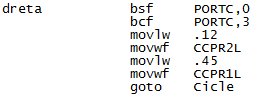 dreta bsf PORTC,0
bcf PORTC,3
movlw .12
movwf CCPR2L
movlw .45
movwf CCPR1L
goto Cicle